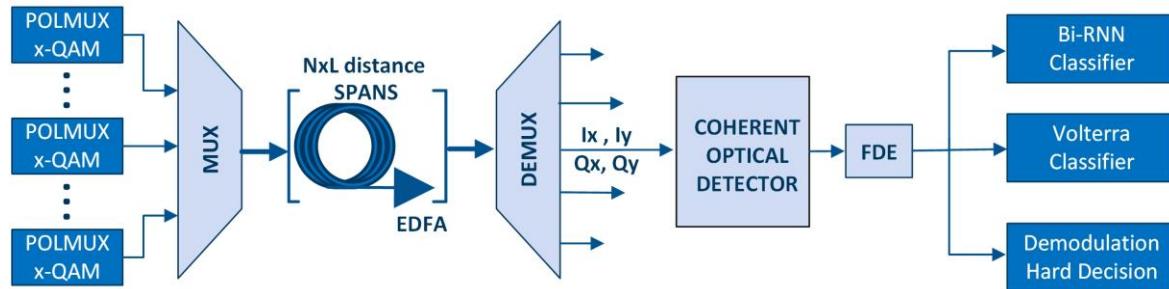 POLMUX
x-QAM
POLMUX
x-QAM
POLMUX
x-QAM
MUX
NxL distance
SPANS
EDFA
DEMUX
Ix , Iy
Qx, Qy
COHERENT
OPTICAL
DETECTOR
FDE
Bi-RNN
Classifier
Volterra
Classifier
Demodulation
Hard Decision